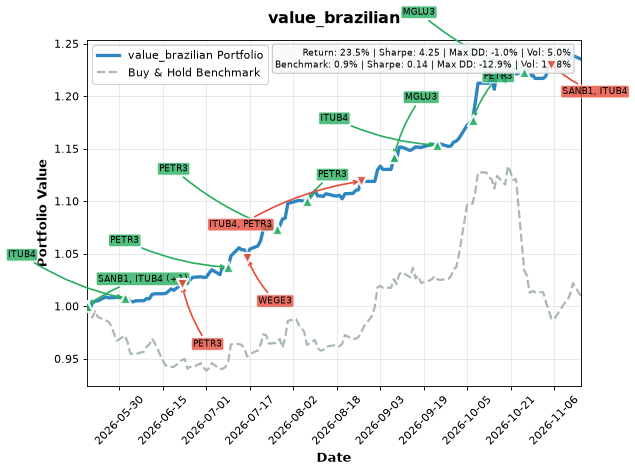 value_brazilian
MGLU3
value_brazilian Portfolio
Buy & Hold Benchmark
Return: 23.5% | Sharpe: 4.25 | Max DD: -1.0% | Vol: 5.0%
Benchmark: 0.9% | Sharpe: 0.14 | Max DD: -12.9% | Vol:
PETR3
SANB1, ITUB4
MGLU3
ITUB4
PETR3
PETR3
ITUB4, PETR3
PETR3
ITUB4
SANB1, ITUB4
WEGE3
PETR3
Portfolio Value
1.25
1.20
1.15
1.10
1.05
1.00
0.95
2026-05-30
2026-06-15
2026-07-01
2026-07-17
2026-08-02
2026-08-18
2026-09-03
2026-09-19
2026-10-05
2026-10-21
2026-11-06
Date